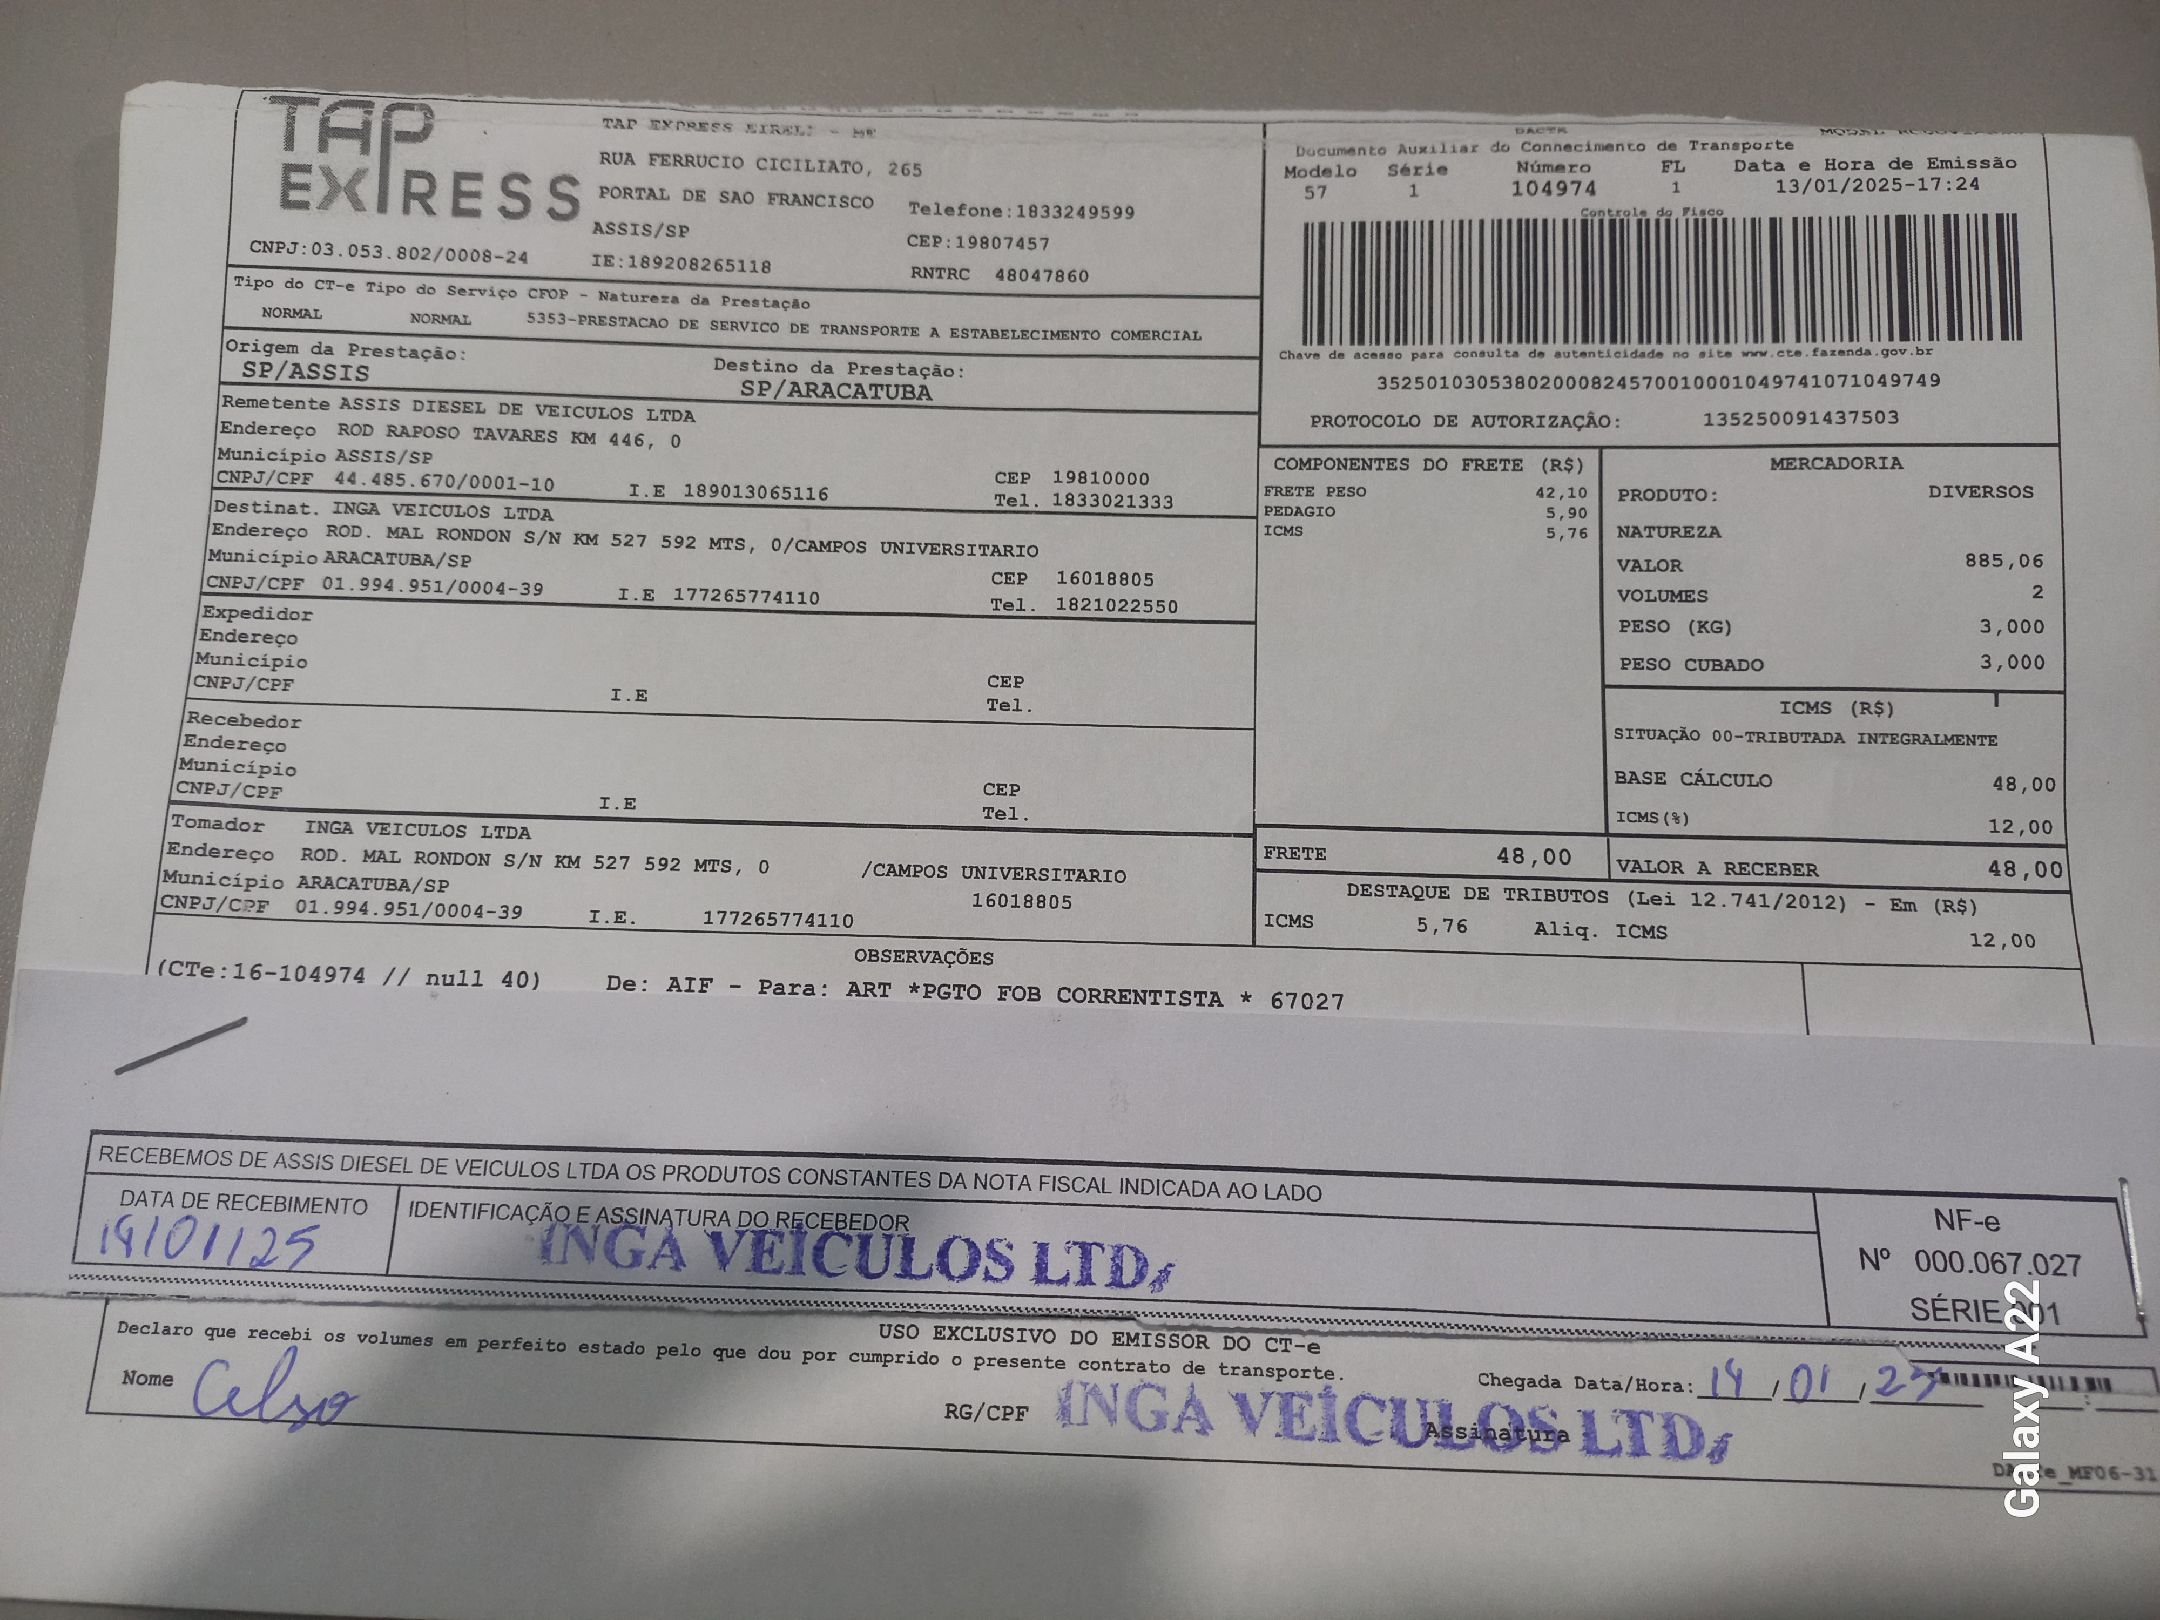 TAP
EXPRESS
CNPJ:03.053.802/0008-24
TAP EXPRESS EIRELI - ME
RUA FERRUCIO CICILIATO, 265
PORTAL DE SAO FRANCISCO
Telefone:1833249599
ASSIS/SP
CEP:19807457
IE:189208265118
RNTRC 48047860
DACTE
Documento Auxiliar do Conhecimento de Transporte
Modelo Série Número FL Data e Hora de Emissão
57 1 104974 1 13/01/2025-17:24
Controle do Fisco
Chave de acesso para consulta de autenticidade no site www.cte.fazenda.gov.br
35250103053802000824570010001049741071049749
PROTOCOLO DE AUTORIZAÇÃO: 135250091437503
Tipo do CT-e Tipo do Serviço CFOP - Natureza da Prestação
NORMAL NORMAL 5353-PRESTACAO DE SERVICO DE TRANSPORTE A ESTABELECIMENTO COMERCIAL
Origem da Prestação: Destino da Prestação:
SP/ASSIS SP/ARACATUBA
Remetente ASSIS DIESEL DE VEICULOS LTDA
Endereço ROD RAPOSO TAVARES KM 446, 0
Município ASSIS/SP CEP 19810000
CNPJ/CPF 44.485.670/0001-10 I.E 189013065116 Tel. 1833021333
Destinat. INGA VEICULOS LTDA
Endereço ROD. MAL RONDON S/N KM 527 592 MTS, 0/CAMPOS UNIVERSITARIO
Município ARACATUBA/SP CEP 16018805
CNPJ/CPF 01.994.951/0004-39 I.E 177265774110 Tel. 1821022550
Expedidor
Endereço
Município CEP
CNPJ/CPF I.E Tel.
Recebedor
Endereço
Município CEP
CNPJ/CPF I.E Tel.
Tomador INGA VEICULOS LTDA
Endereço ROD. MAL RONDON S/N KM 527 592 MTS, 0 /CAMPOS UNIVERSITARIO
Município ARACATUBA/SP 16018805
CNPJ/CPF 01.994.951/0004-39 I.E. 177265774110
COMPONENTES DO FRETE (R$)
FRETE PESO 42,10
PEDAGIO 5,90
ICMS 5,76
MERCADORIA
PRODUTO: DIVERSOS
NATUREZA
VALOR 885,06
VOLUMES 2
PESO (KG) 3,000
PESO CUBADO 3,000
ICMS (R$)
SITUAÇÃO 00-TRIBUTADA INTEGRALMENTE
BASE CÁLCULO 48,00
ICMS(%) 12,00
FRETE 48,00 VALOR A RECEBER 48,00
DESTAQUE DE TRIBUTOS (Lei 12.741/2012) - Em (R$)
ICMS 5,76 Aliq. ICMS 12,00
OBSERVAÇÕES
(CTe:16-104974 // null 40) De: AIF - Para: ART *PGTO FOB CORRENTISTA * 67027
RECEBEMOS DE ASSIS DIESEL DE VEICULOS LTDA OS PRODUTOS CONSTANTES DA NOTA FISCAL INDICADA AO LADO
DATA DE RECEBIMENTO IDENTIFICAÇÃO E ASSINATURA DO RECEBEDOR
14/01/25 INGA VEÍCULOS LTD
NF-e
Nº 000.067.027
SÉRIE 001
USO EXCLUSIVO DO EMISSOR DO CT-e
Declaro que recebi os volumes em perfeito estado pelo que dou por cumprido o presente contrato de transporte.
Chegada Data/Hora: 14/01/25
Nome Celso RG/CPF Assinatura
INGA VEÍCULOS LTD
Galaxy A22